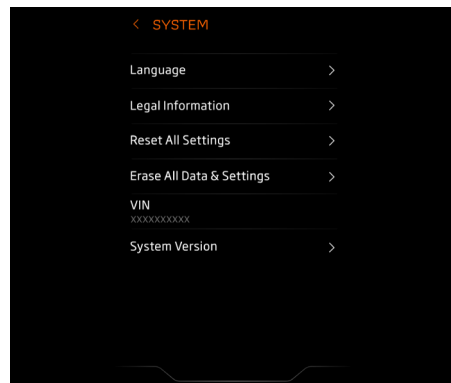 SYSTEM
Language
Legal Information
Reset All Settings
Erase All Data & Settings
VIN
XXXXXXXXXX
System Version